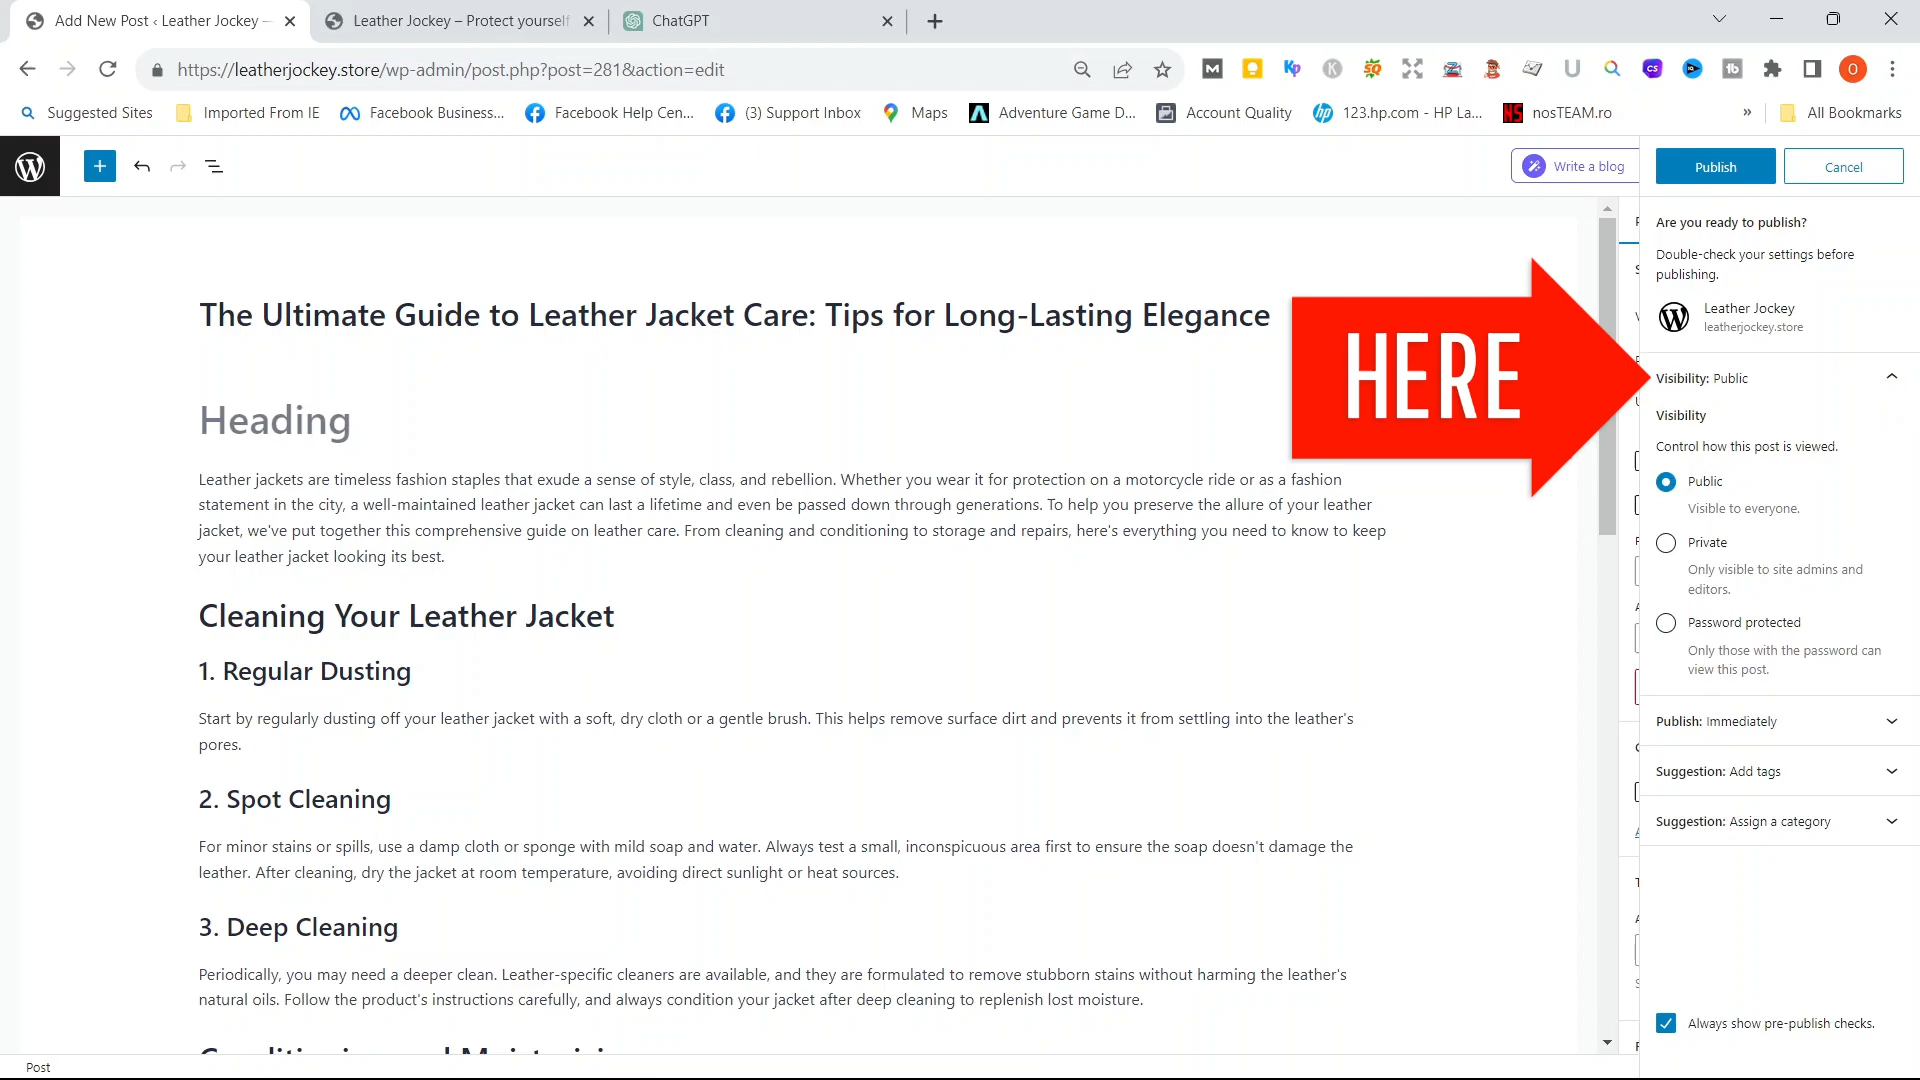 Add New Post ‹ Leather Jockey —
Leather Jockey – Protect yourself
ChatGPT
https://leatherjockey.store/wp-admin/post.php?post=281&action=edit
Suggested Sites
Imported From IE
Facebook Business...
Facebook Help Cen...
(3) Support Inbox
Maps
Adventure Game D...
Account Quality
123.hp.com - HP La...
nosTEAM.ro
»
All Bookmarks
Write a blog
Publish
Cancel
Are you ready to publish?
Double-check your settings before
publishing.
Leather Jockey
leatherjockey.store
The Ultimate Guide to Leather Jacket Care: Tips for Long-Lasting Elegance
HERE
Visibility: Public
Visibility
Control how this post is viewed.
Public
Visible to everyone.
Private
Only visible to site admins and
editors.
Password protected
Only those with the password can
view this post.
Publish: Immediately
Suggestion: Add tags
Suggestion: Assign a category
Always show pre-publish checks.
Heading
Leather jackets are timeless fashion staples that exude a sense of style, class, and rebellion. Whether you wear it for protection on a motorcycle ride or as a fashion
statement in the city, a well-maintained leather jacket can last a lifetime and even be passed down through generations. To help you preserve the allure of your leather
jacket, we've put together this comprehensive guide on leather care. From cleaning and conditioning to storage and repairs, here's everything you need to know to keep
your leather jacket looking its best.
Cleaning Your Leather Jacket
1. Regular Dusting
Start by regularly dusting off your leather jacket with a soft, dry cloth or a gentle brush. This helps remove surface dirt and prevents it from settling into the leather's
pores.
2. Spot Cleaning
For minor stains or spills, use a damp cloth or sponge with mild soap and water. Always test a small, inconspicuous area first to ensure the soap doesn't damage the
leather. After cleaning, dry the jacket at room temperature, avoiding direct sunlight or heat sources.
3. Deep Cleaning
Periodically, you may need a deeper clean. Leather-specific cleaners are available, and they are formulated to remove stubborn stains without harming the leather's
natural oils. Follow the product's instructions carefully, and always condition your jacket after deep cleaning to replenish lost moisture.
Post